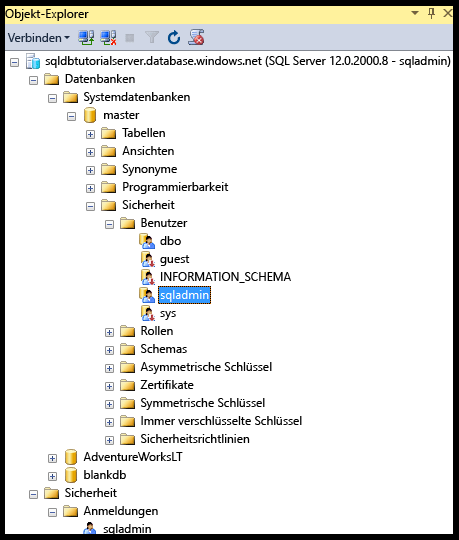 Objekt-Explorer
Verbinden
sqldbtutorialserver.database.windows.net (SQL Server 12.0.2000.8 - sqladmin)
Datenbanken
Systemdatenbanken
master
Tabellen
Ansichten
Synonyme
Programmierbarkeit
Sicherheit
Benutzer
dbo
guest
INFORMATION_SCHEMA
sqladmin
sys
Rollen
Schemas
Asymmetrische Schlüssel
Zertifikate
Symmetrische Schlüssel
Immer verschlüsselte Schlüssel
Sicherheitsrichtlinien
AdventureWorksLT
blankdb
Sicherheit
Anmeldungen
sqladmin